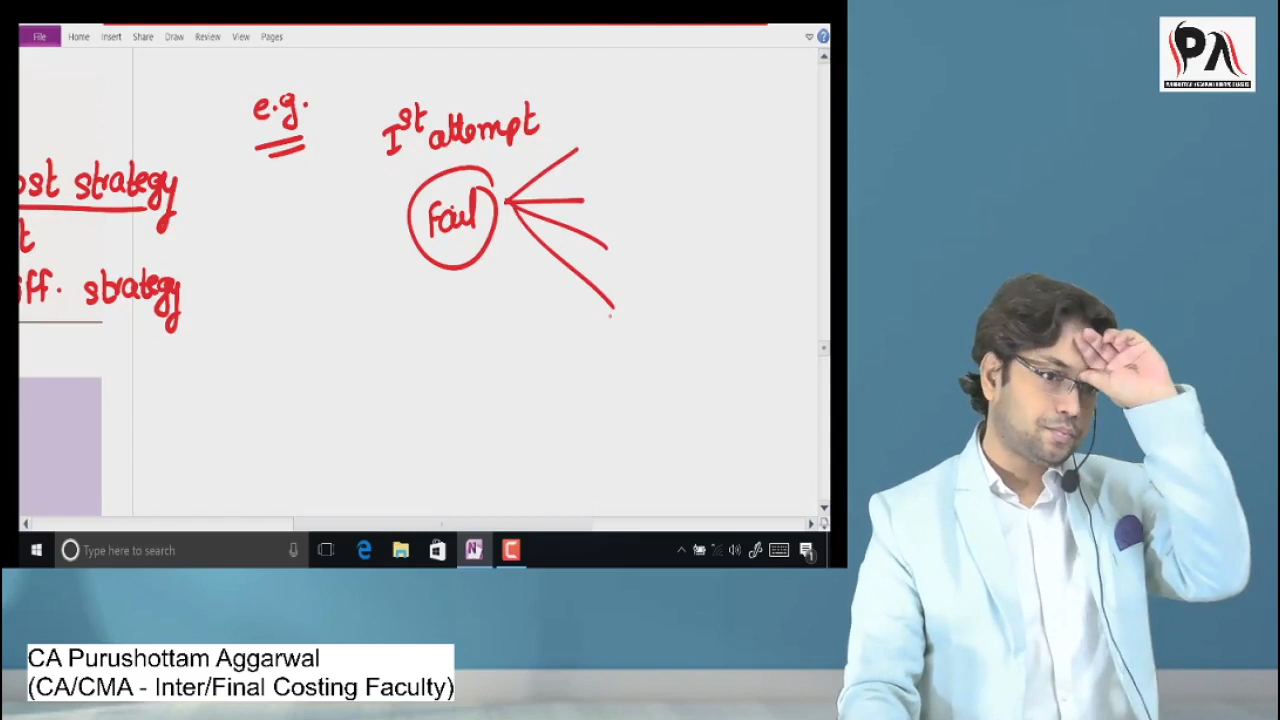 File Home Insert Share Draw Review View Pages
e.g.
Ist attempt
Fail
ost strategy
t
iff. strategy
Type here to search
PA
CA Purushottam Aggarwal
(CA/CMA - Inter/Final Costing Faculty)